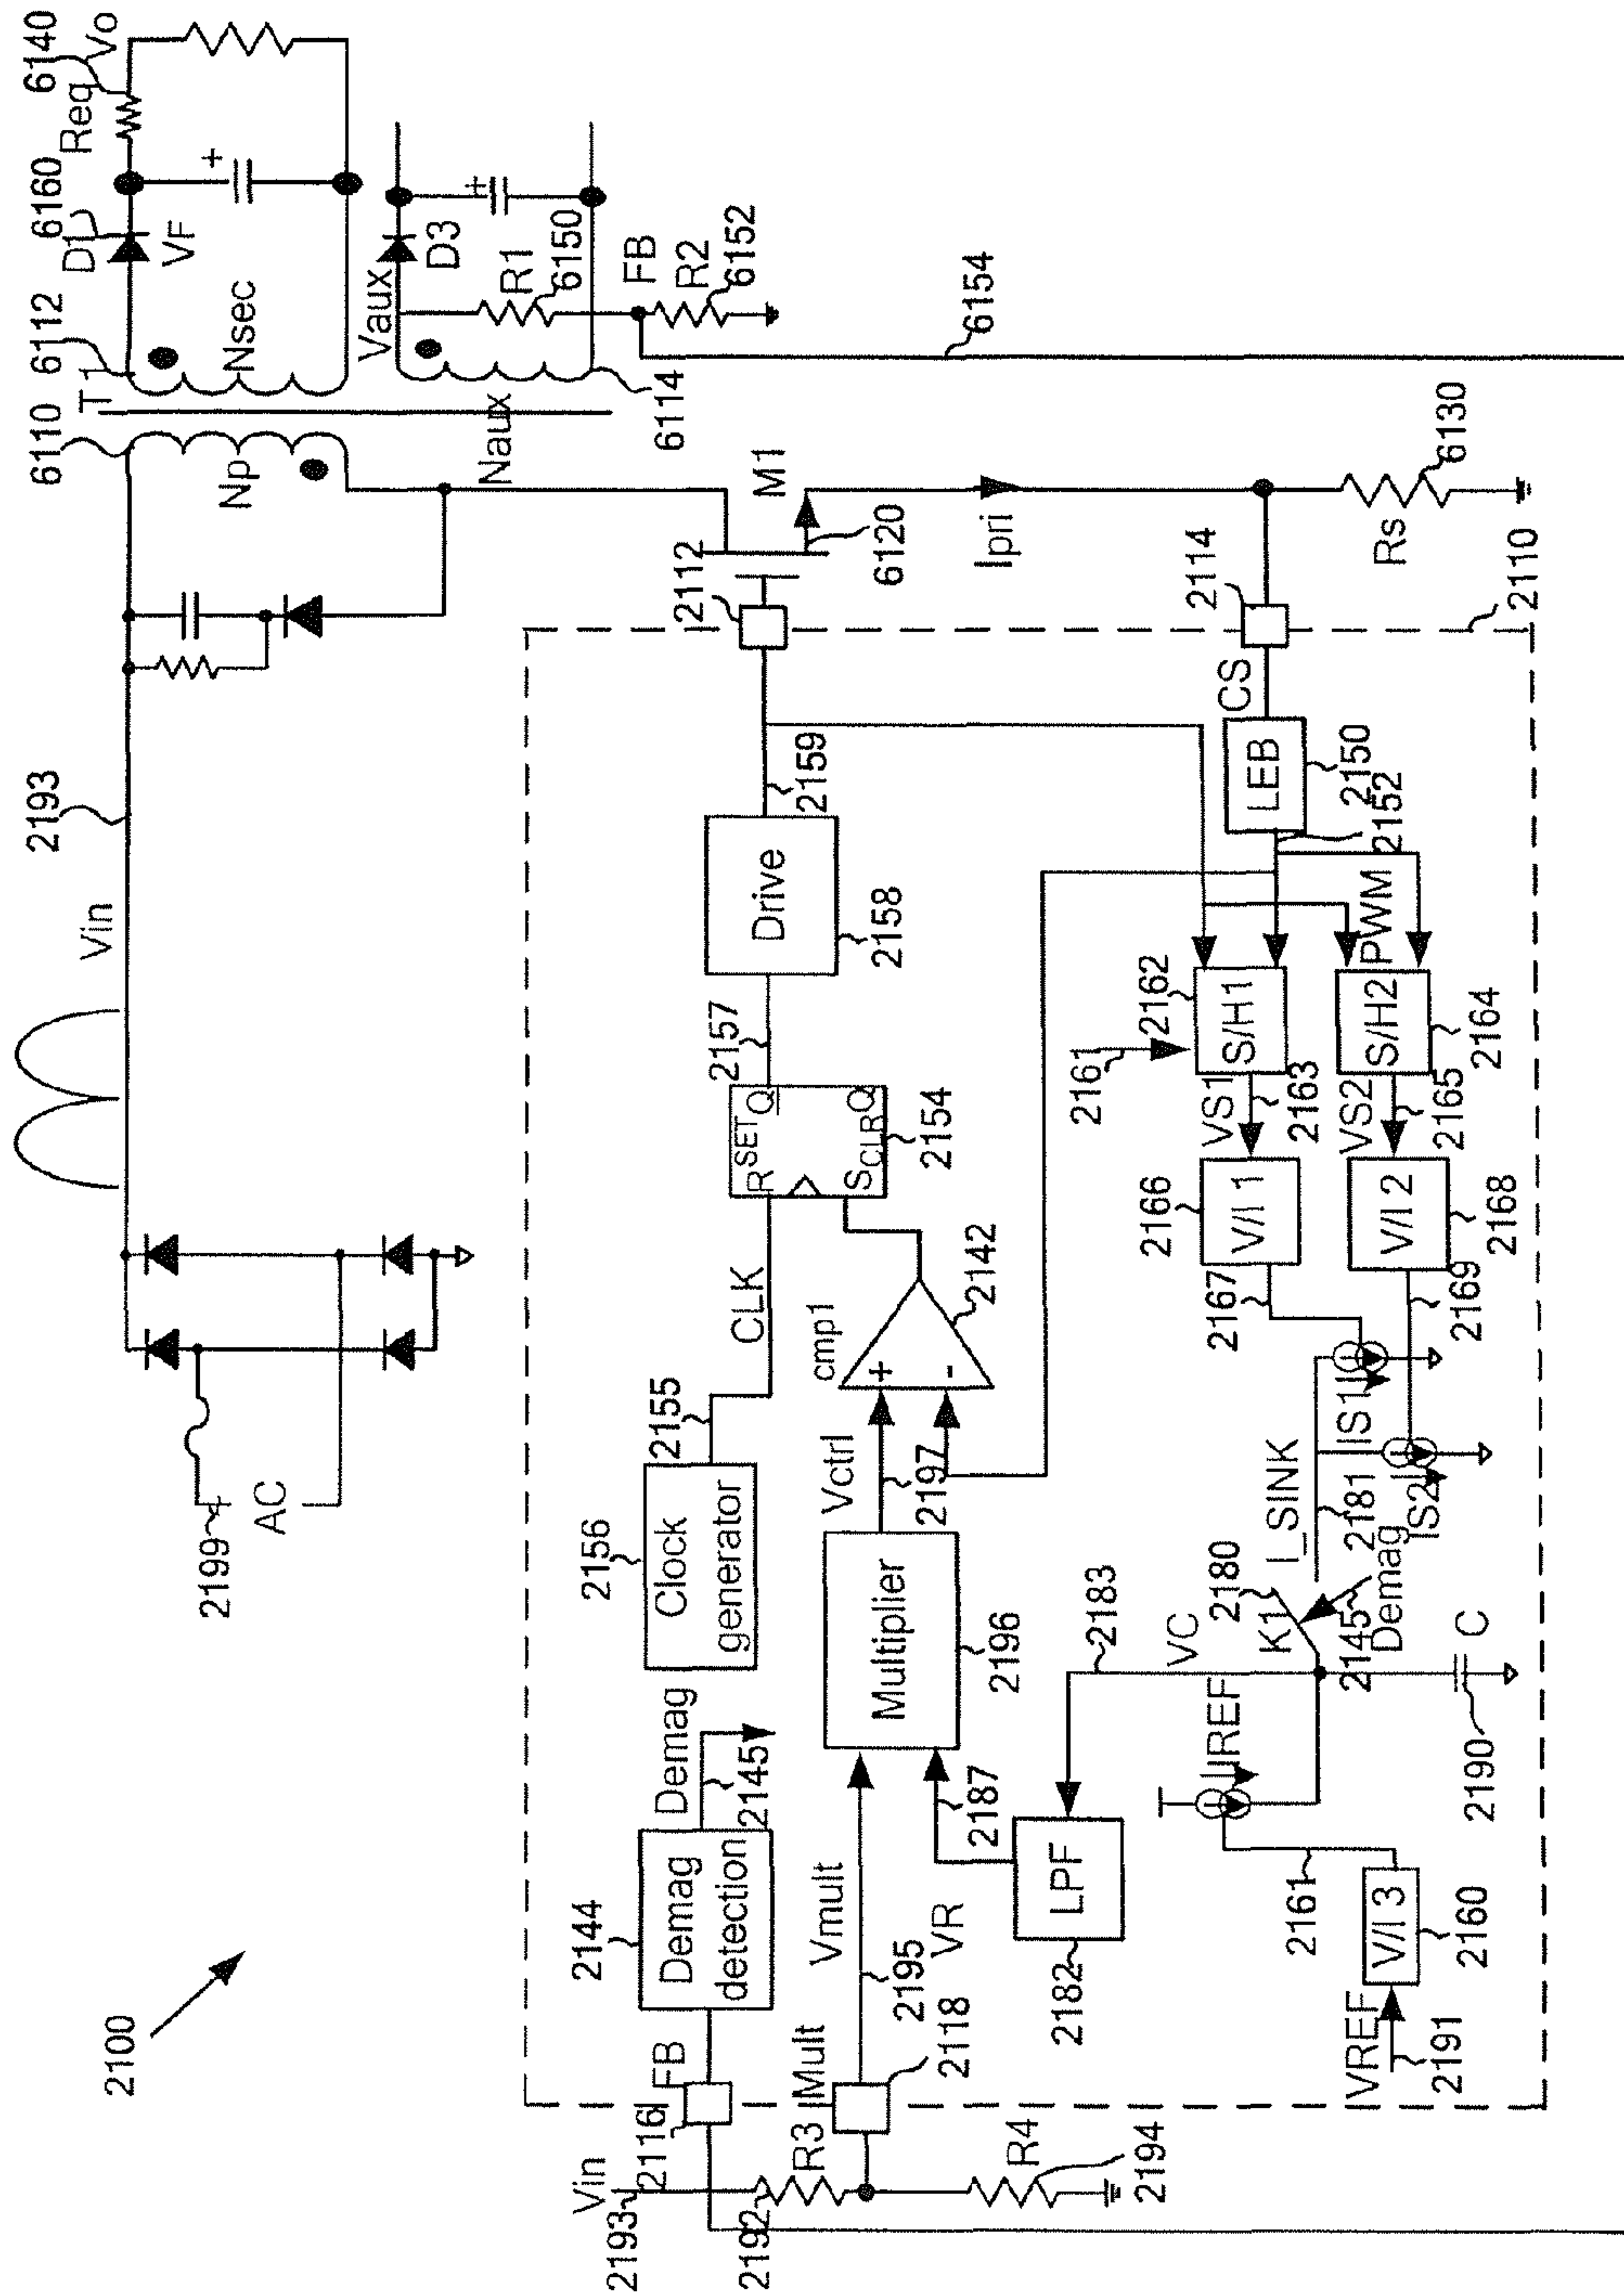 2100
2199
AC
Vin
2193
6110
T1
6112
6160
6140
D1
Req
Vo
VF
Np
Nsec
Naux
Vaux
D3
R1
6150
FB
R2
6152
6114
6154
M1
6120
Ipri
Rs
6130
2110
2112
2114
CS
LEB
2150
2152
Vin
2193
2116
FB
2192
R3
Mult
2118
R4
2194
2144
Demag
detection
Demag
2145
2156
Clock
generator
2155
CLK
R SET Q
S CLR Q
2154
2157
Drive
2158
2159
Vmult
2195
VR
Multiplier
2196
Vctrl
2197
cmp1
+
-
2142
2187
LPF
2182
2183
VC
2180
K1
2145
Demag
I_SINK
2181
IS1
IS2
2167
2169
2166
V/I 1
V/I 2
2168
VS1
2163
VS2
2165
2161
2162
S/H1
S/H2
2164
PWM
VREF
2191
V/I 3
2160
2161
IREF
2190
C